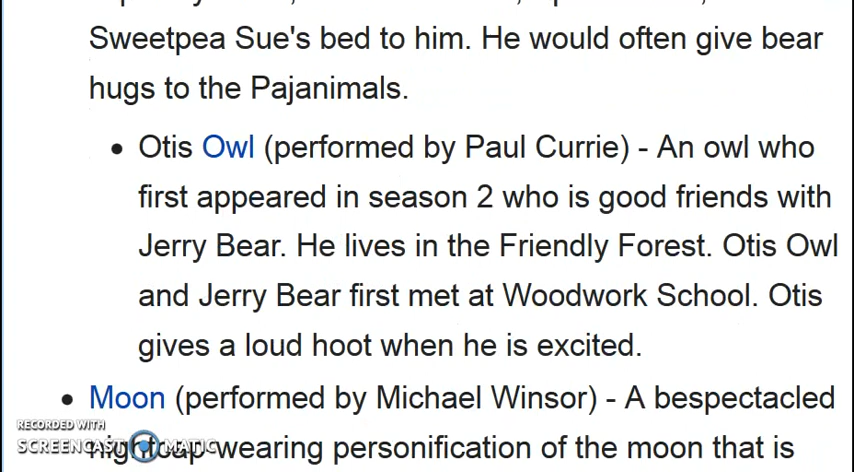 Sweetpea Sue's bed to him. He would often give bear
hugs to the Pajanimals.
• Otis Owl (performed by Paul Currie) - An owl who
first appeared in season 2 who is good friends with
Jerry Bear. He lives in the Friendly Forest. Otis Owl
and Jerry Bear first met at Woodwork School. Otis
gives a loud hoot when he is excited.
• Moon (performed by Michael Winsor) - A bespectacled
RECORDED WITH
SCREENCAST MATIC
nightcap-wearing personification of the moon that is